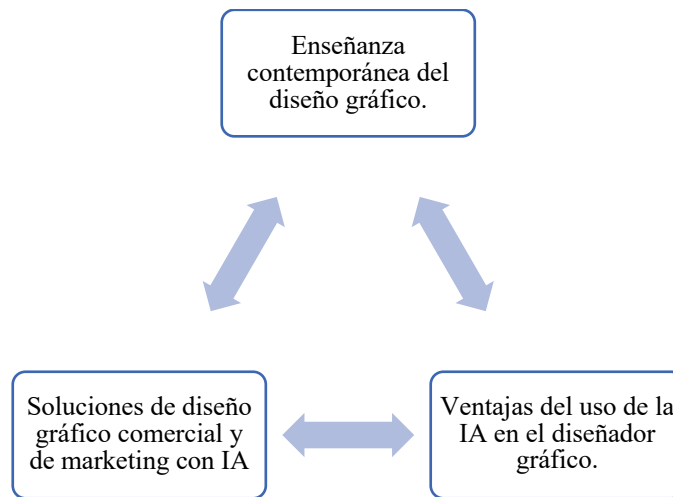 Enseñanza
contemporánea del
diseño gráfico.
Soluciones de diseño
gráfico comercial y
de marketing con IA
Ventajas del uso de la
IA en el diseñador
gráfico.